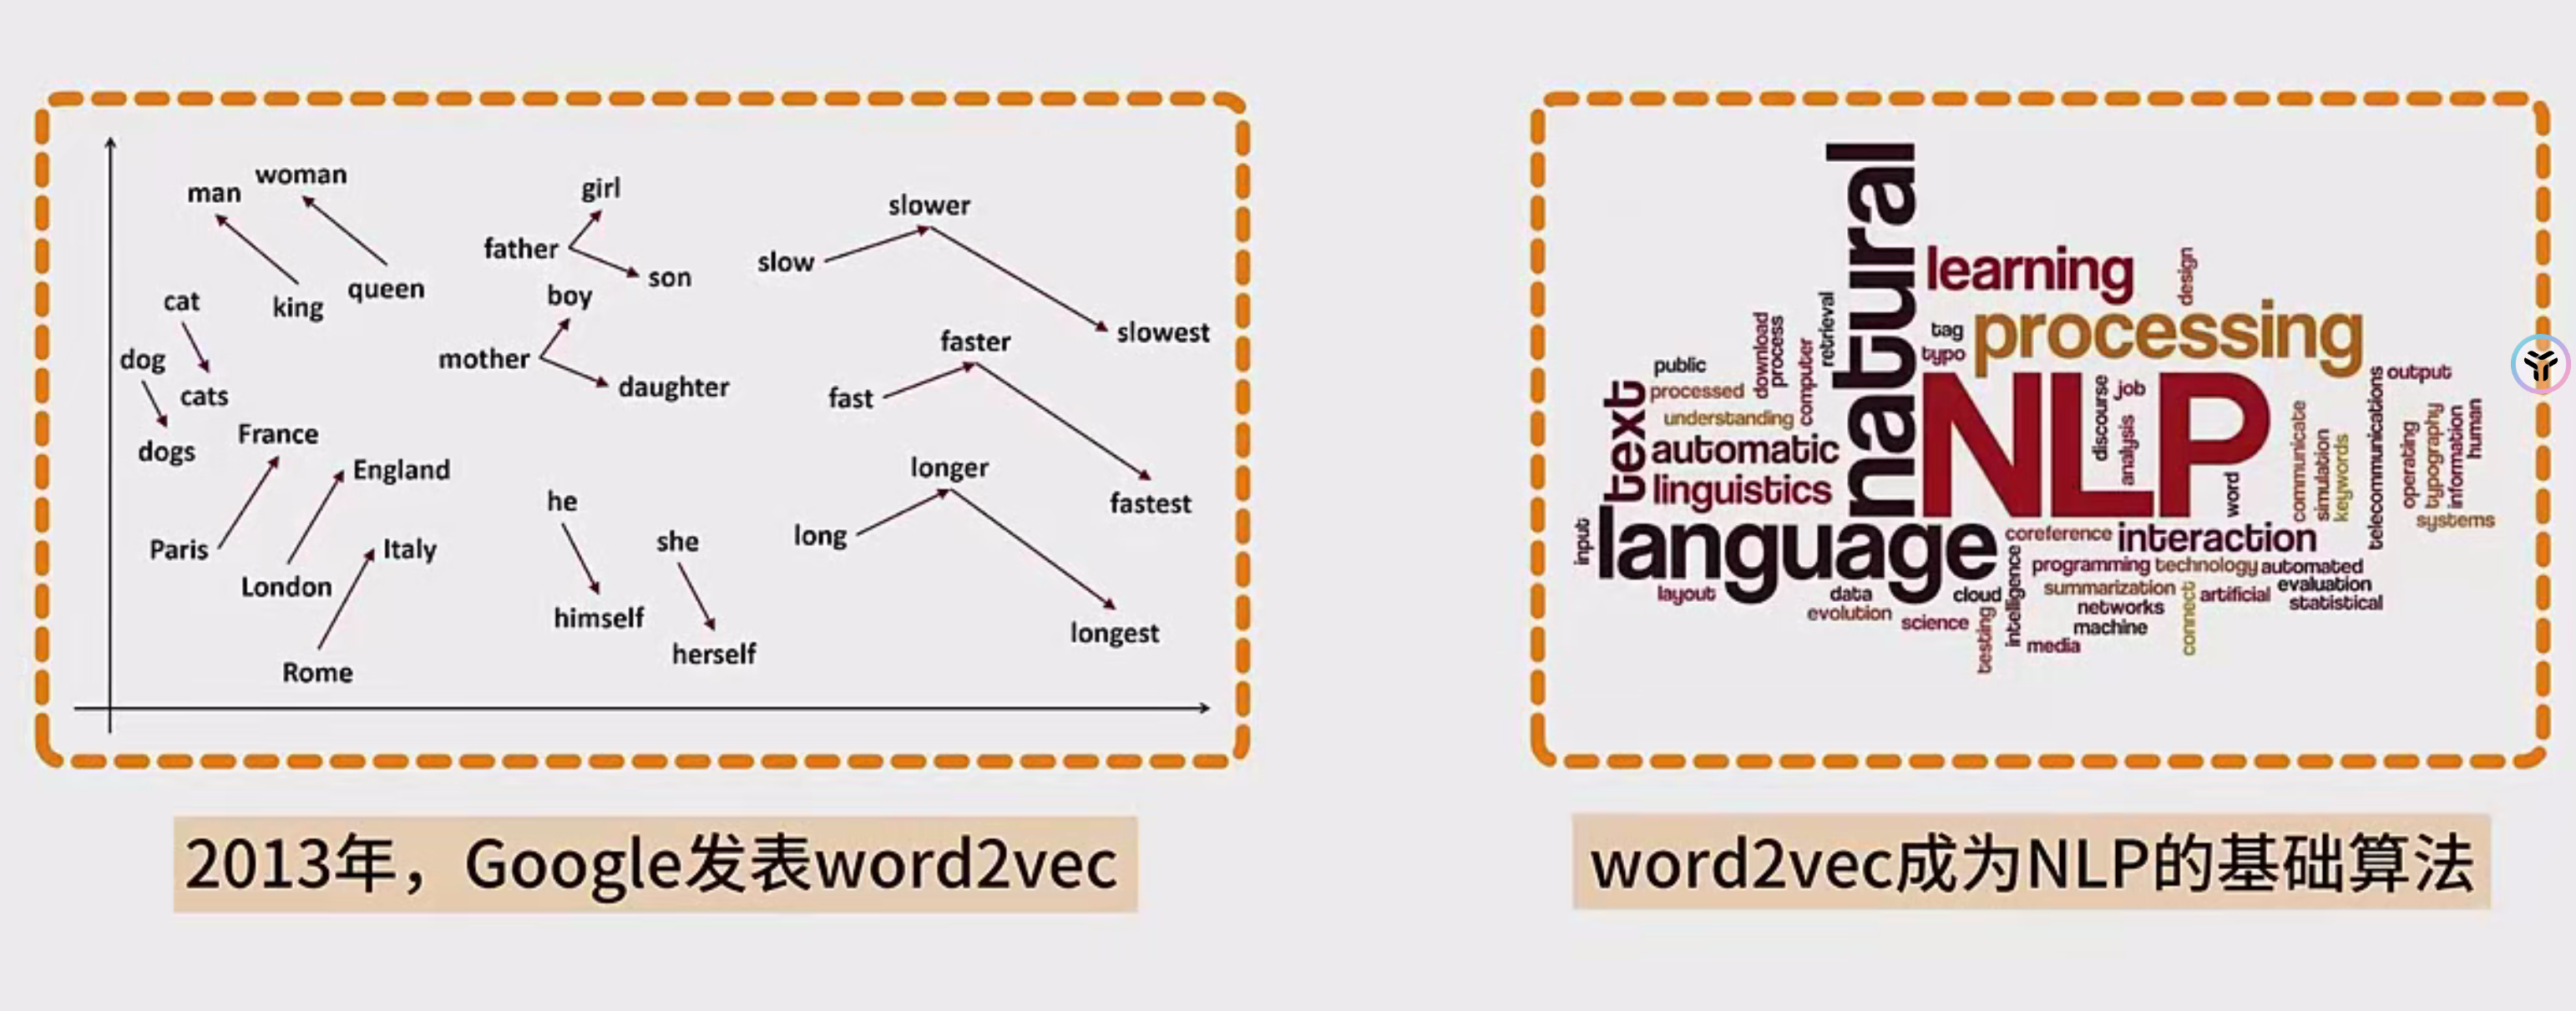 woman
man
girl
slower
father
slow
son
queen
boy
cat
king
slowest
faster
dog
mother
daughter
cats
fast
France
dogs
England
longer
he
fastest
long
she
Paris
Italy
London
himself
longest
herself
Rome
2013年，Google发表word2vec
natural
learning
design
processing
retrieval
tag
typo
download
process
computer
public
processed
understanding
text
automatic
linguistics
NLP
discourse
job
analysis
word
output
telecommunications
communicate
simulation
keywords
operating
typography
information
human
systems
input
language
coreference
interaction
programming
technology
automated
intelligence
layout
data
cloud
summarization
connect
artificial
evaluation
evolution
networks
statistical
science
testing
machine
media
word2vec成为NLP的基础算法